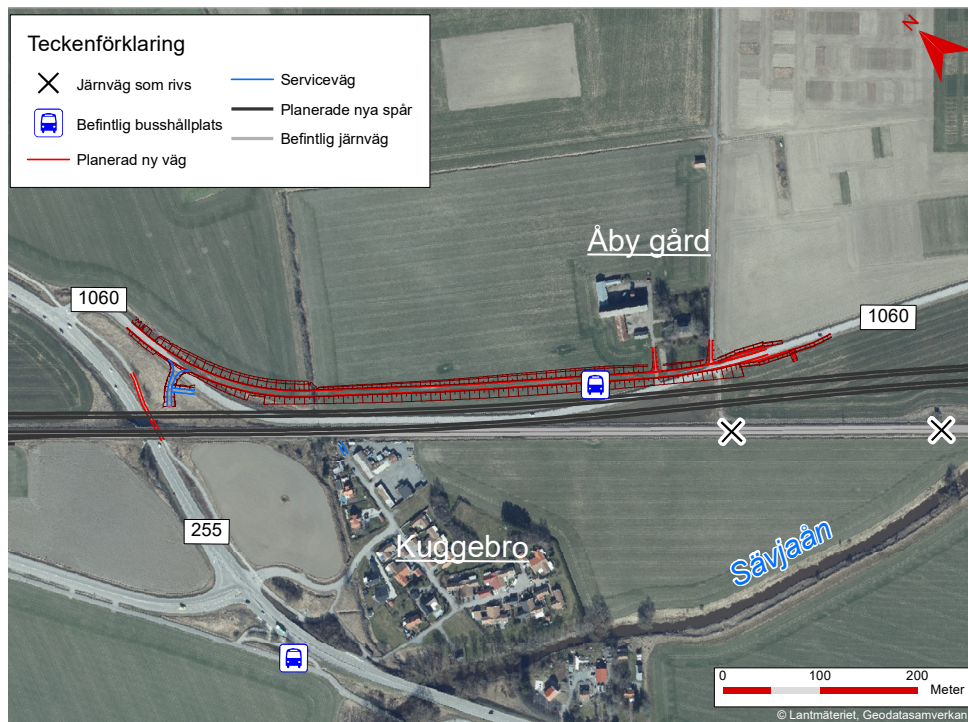 Teckenförklaring
Järnväg som rivs
Befintlig busshållplats
Planerad ny väg
Serviceväg
Planerade nya spår
Befintlig järnväg
N
Åby gård
1060
1060
255
Kuggebro
Sävjaån
0 100 200
Meter
© Lantmäteriet, Geodatasamverkan